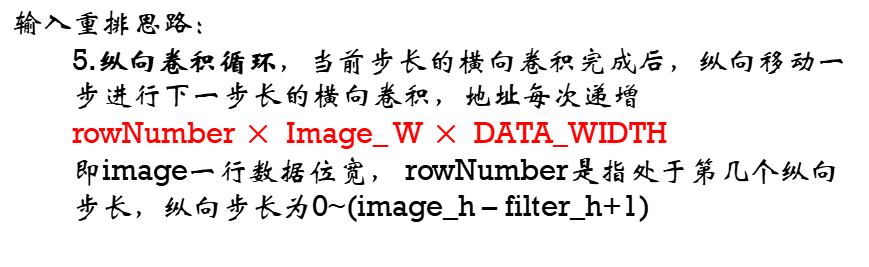 输入重排思路：
5.纵向卷积循环，当前步长的横向卷积完成后，纵向移动一
步进行下一步长的横向卷积，地址每次递增
rowNumber × Image_W × DATA_WIDTH
即image一行数据位宽，rowNumber是指处于第几个纵向
步长，纵向步长为0~(image_h – filter_h+1)